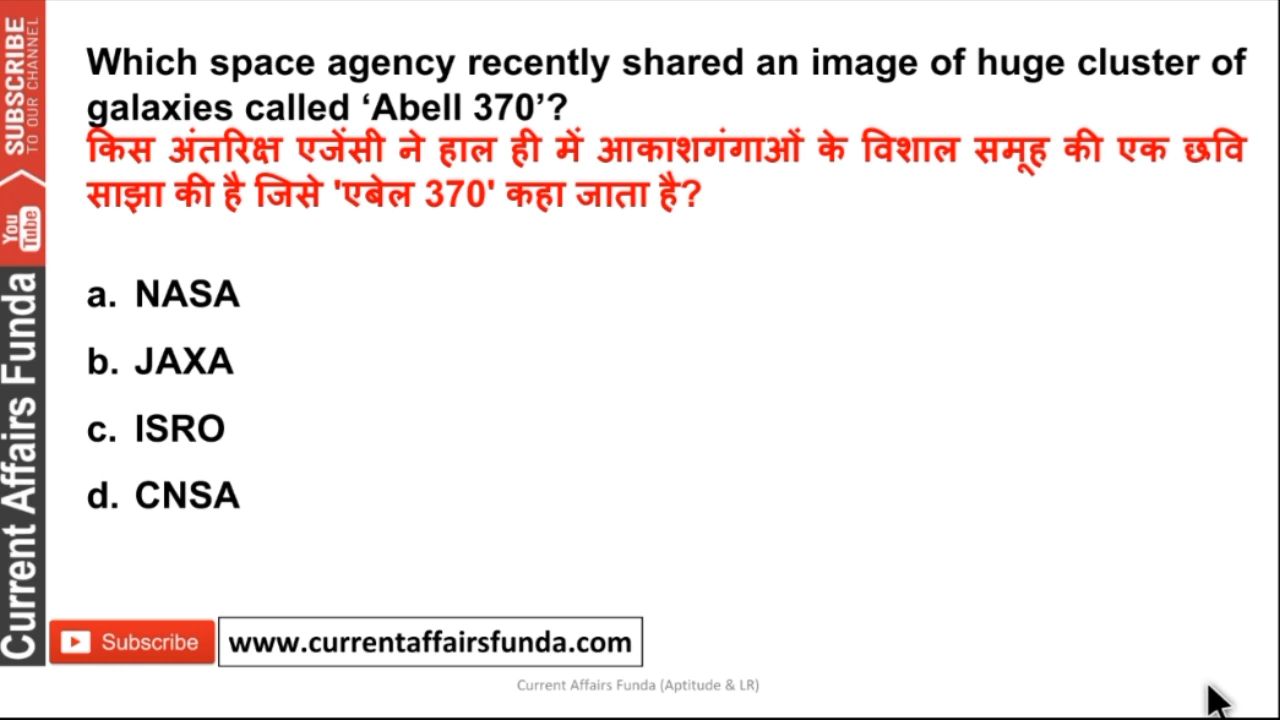 Which space agency recently shared an image of huge cluster of
galaxies called ‘Abell 370’?
किस अंतरिक्ष एजेंसी ने हाल ही में आकाशगंगाओं के विशाल समूह की एक छवि
साझा की है जिसे 'एबेल 370' कहा जाता है?
a. NASA
b. JAXA
c. ISRO
d. CNSA
SUBSCRIBE
TO OUR CHANNEL
You
Tube
Current Affairs Funda
Subscribe
www.currentaffairsfunda.com
Current Affairs Funda (Aptitude & LR)